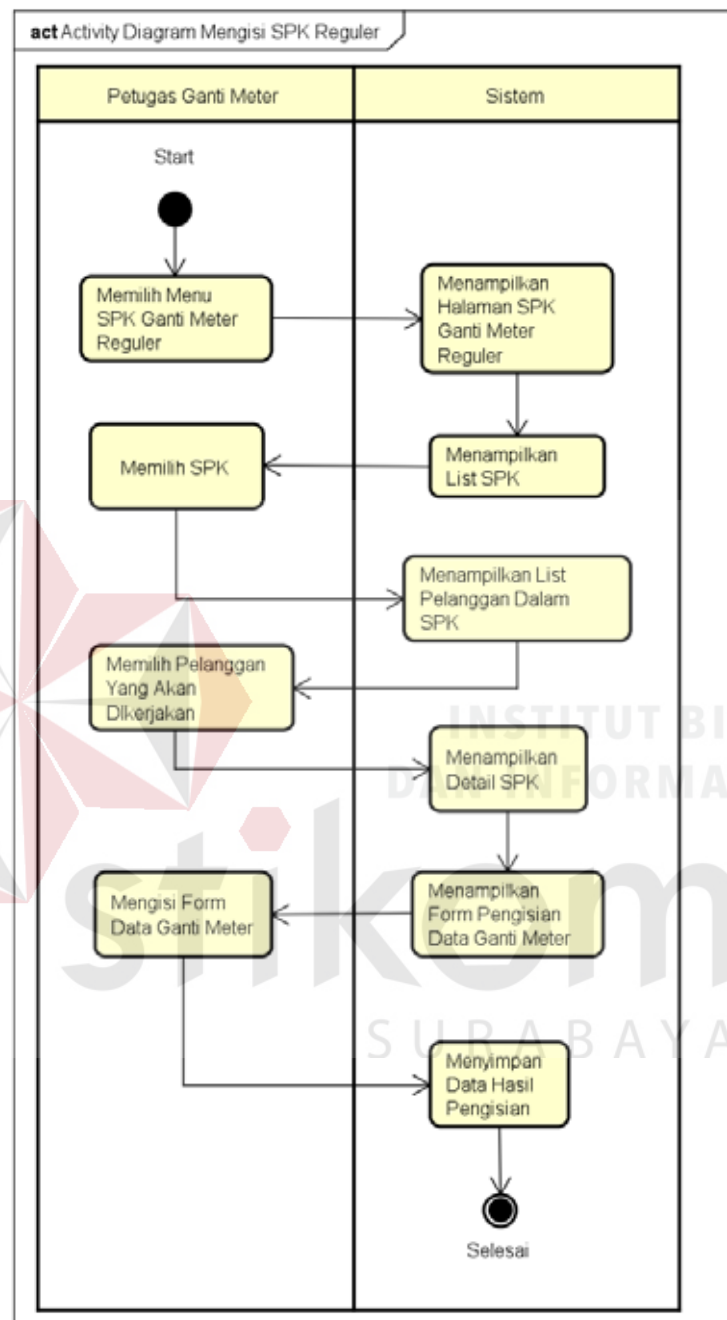 act Activity Diagram Mengisi SPK Reguler
Petugas Ganti Meter
Sistem
Start
Memilih Menu
SPK Ganti Meter
Reguler
Menampilkan
Halaman SPK
Ganti Meter
Reguler
Memilih SPK
Menampilkan
List SPK
Menampilkan List
Pelanggan Dalam
SPK
Memilih Pelanggan
Yang Akan
DIkerjakan
Menampilkan
Detail SPK
Mengisi Form
Data Ganti Meter
Menampilkan
Form Pengisian
Data Ganti Meter
Menyimpan
Data Hasil
Pengisian
Selesai
INSTITUT BI
DAN INFORMA
stikom
SURABAYA